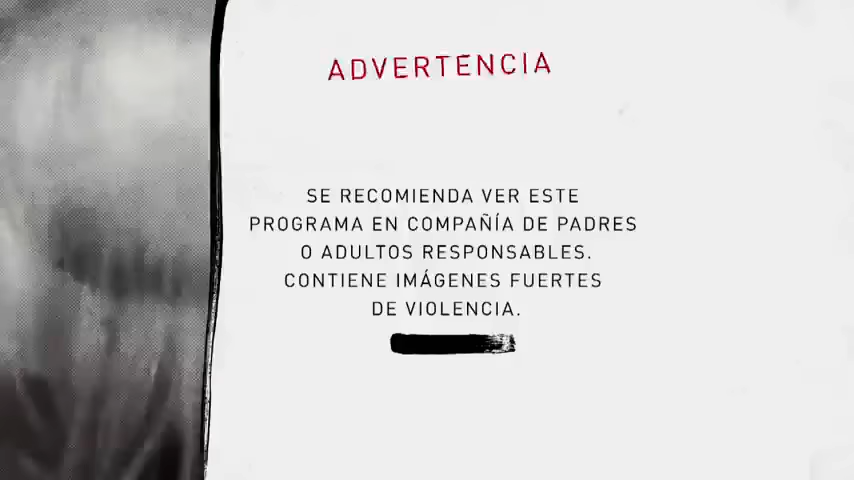 ADVERTENCIA
SE RECOMIENDA VER ESTE
PROGRAMA EN COMPAÑÍA DE PADRES
O ADULTOS RESPONSABLES.
CONTIENE IMÁGENES FUERTES
DE VIOLENCIA.